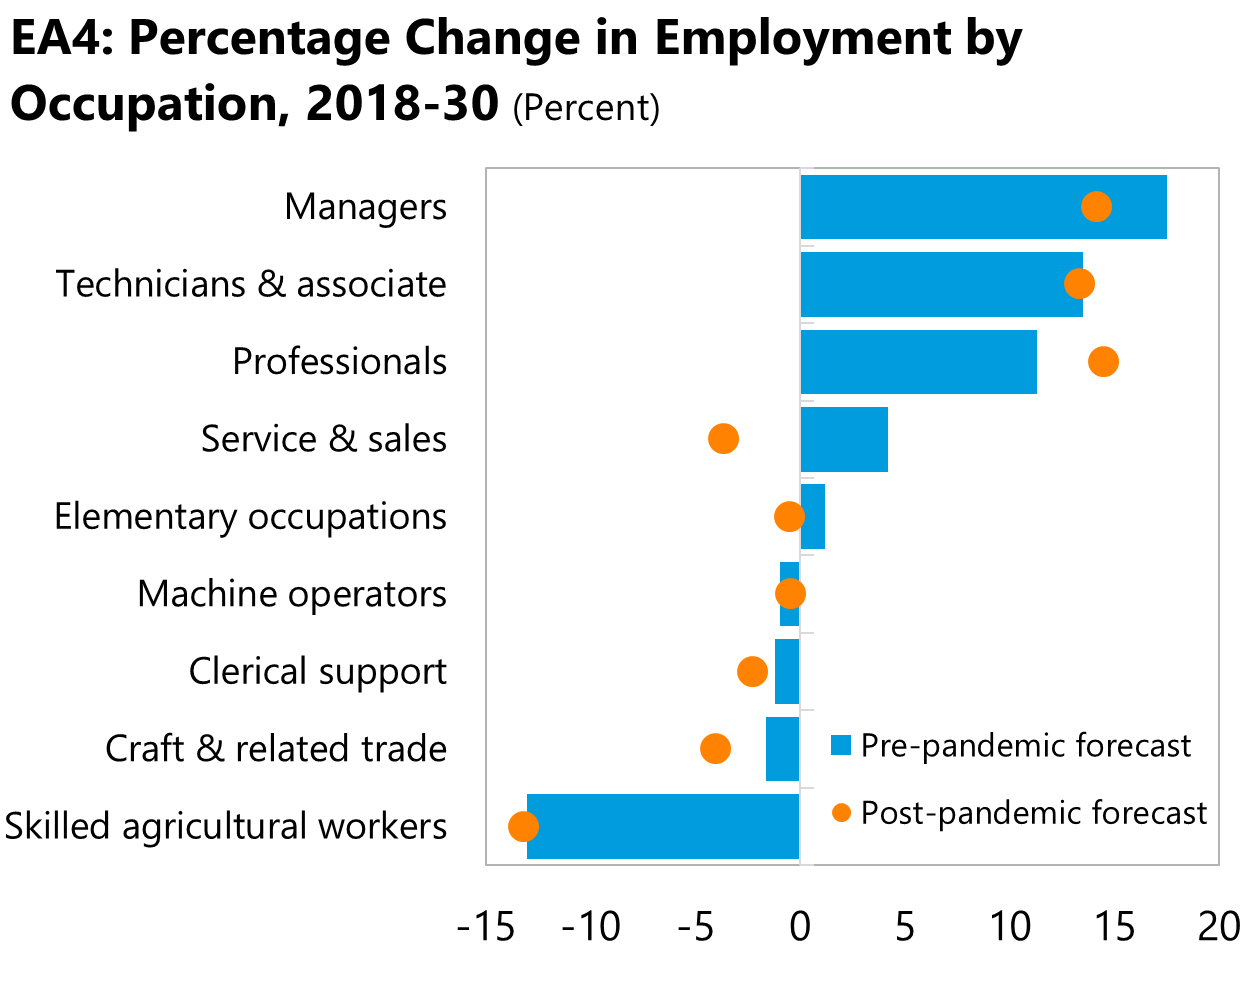 EA4: Percentage Change in Employment by
Occupation, 2018-30 (Percent)
Managers
Technicians & associate
Professionals
Service & sales
Elementary occupations
Machine operators
Clerical support
Craft & related trade
Skilled agricultural workers
Pre-pandemic forecast
Post-pandemic forecast
-15 -10 -5 0 5 10 15 20